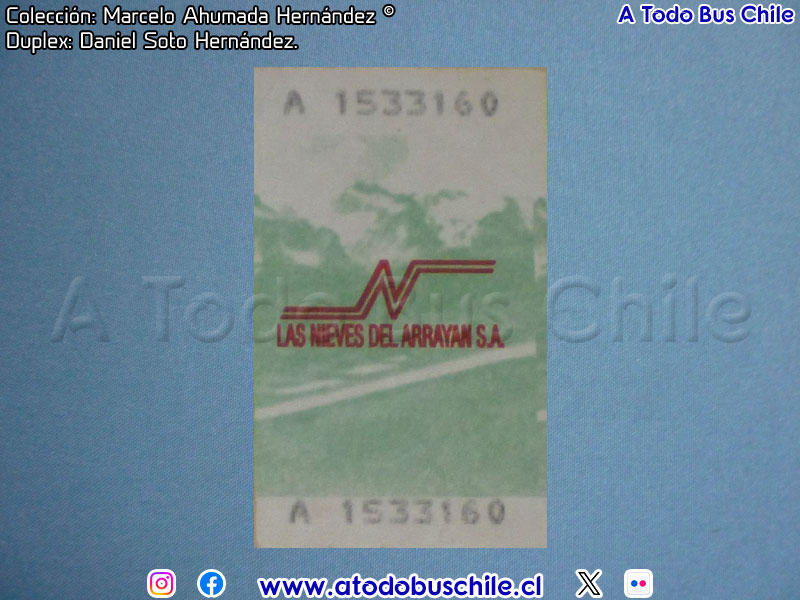 Colección: Marcelo Ahumada Hernández ©
Duplex: Daniel Soto Hernández.
A Todo Bus Chile
A 1533160
A Todo Bus Chile
LAS NIEVES DEL ARRAYAN S.A.
A 1533160
www.atodobuschile.cl